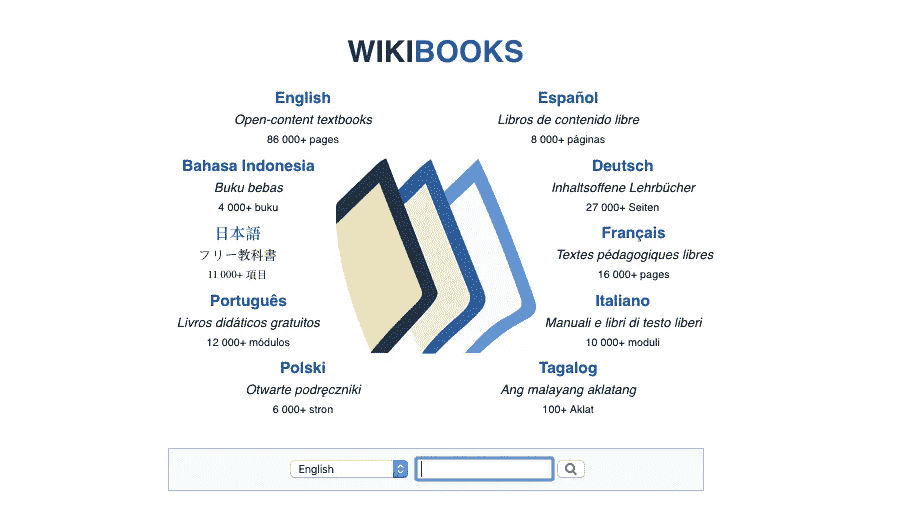 WIKIBOOKS
English
Open-content textbooks
86 000+ pages
Español
Libros de contenido libre
8 000+ páginas
Bahasa Indonesia
Buku bebas
4 000+ buku
Deutsch
Inhaltsoffene Lehrbücher
27 000+ Seiten
日本語
フリー教科書
11 000+ 項目
Français
Textes pédagogiques libres
16 000+ pages
Português
Livros didáticos gratuitos
12 000+ módulos
Italiano
Manuali e libri di testo liberi
10 000+ moduli
Polski
Otwarte podręczniki
6 000+ stron
Tagalog
Ang malayang aklatang
100+ Aklat
English